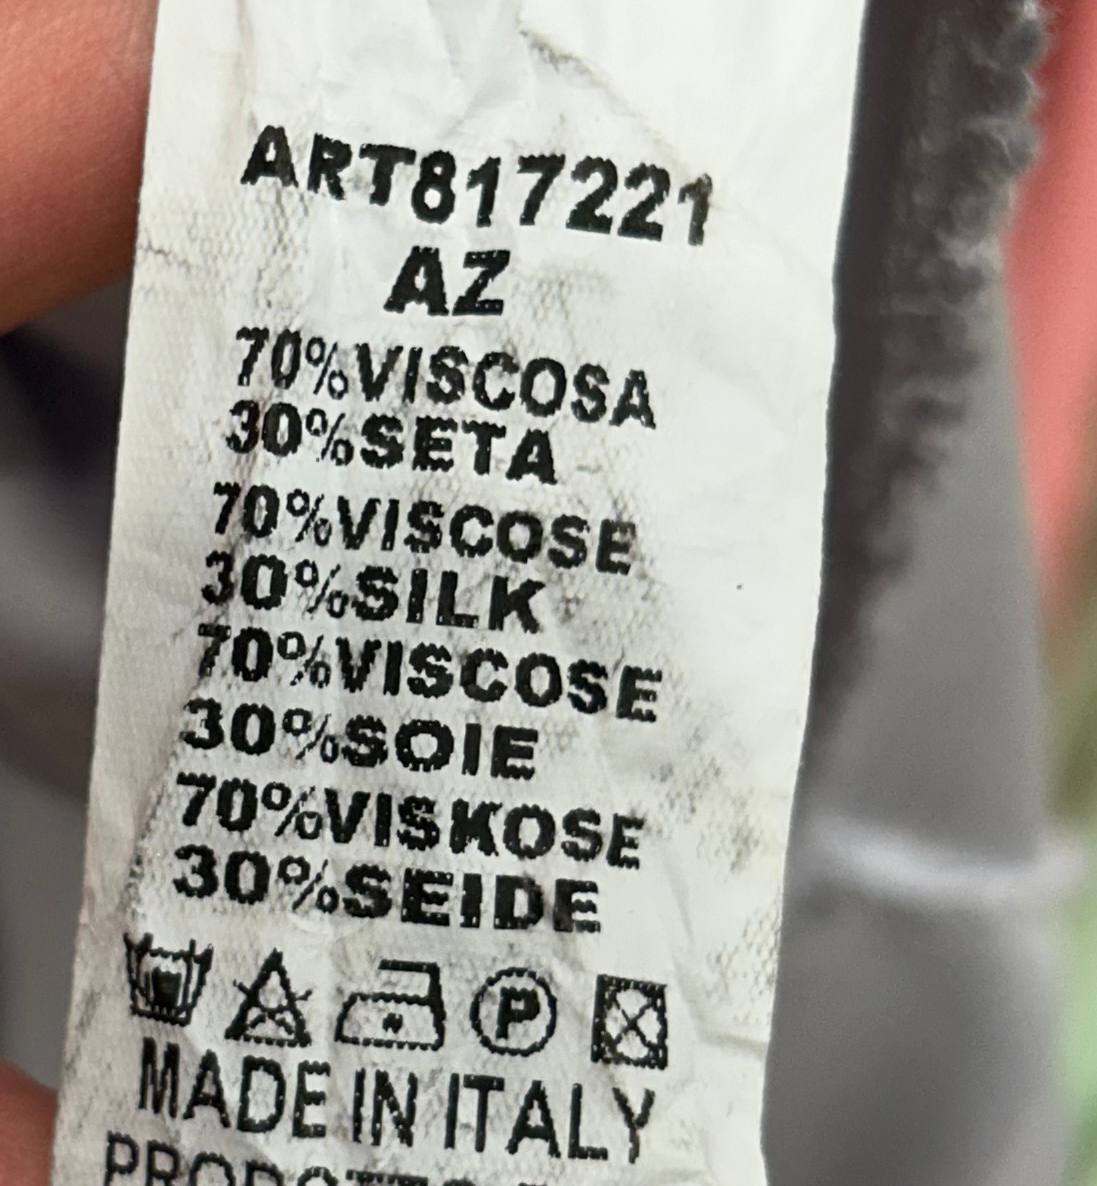 ART817221
AZ
70%VISCOSA
30%SETA
70%VISCOSE
30%SILK
70%VISCOSE
30%SOIE
70%VISKOSE
30%SEIDE
P
MADE IN ITALY